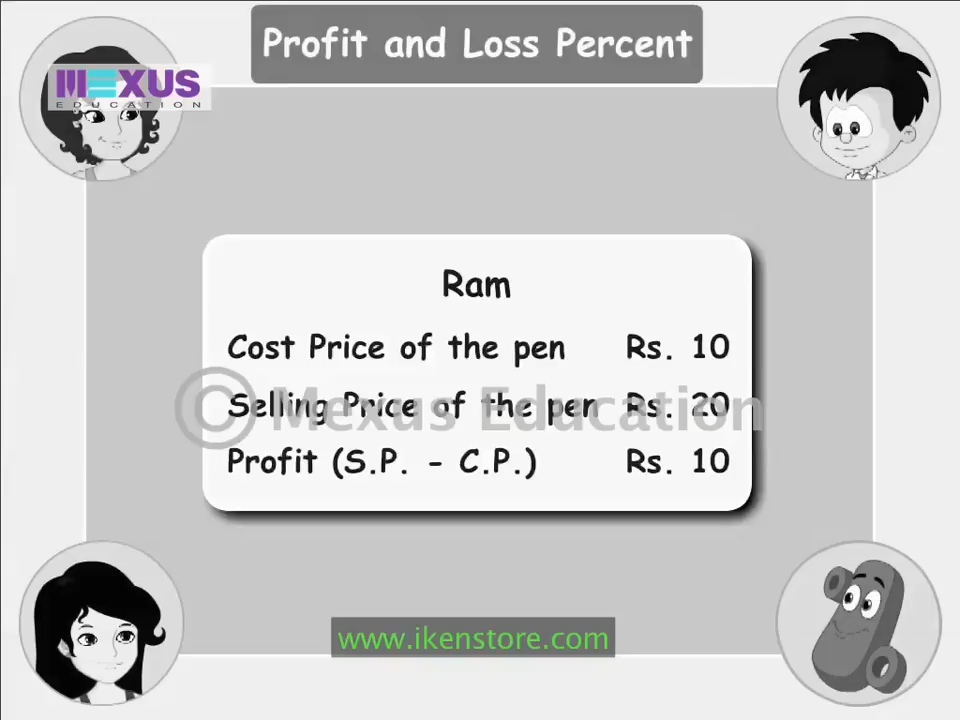 Profit and Loss Percent
MEXUS
EDUCATION
Ram
Cost Price of the pen Rs. 10
Selling Price of the pen Rs. 20
© Mexus Education
Profit (S.P. - C.P.) Rs. 10
www.ikenstore.com